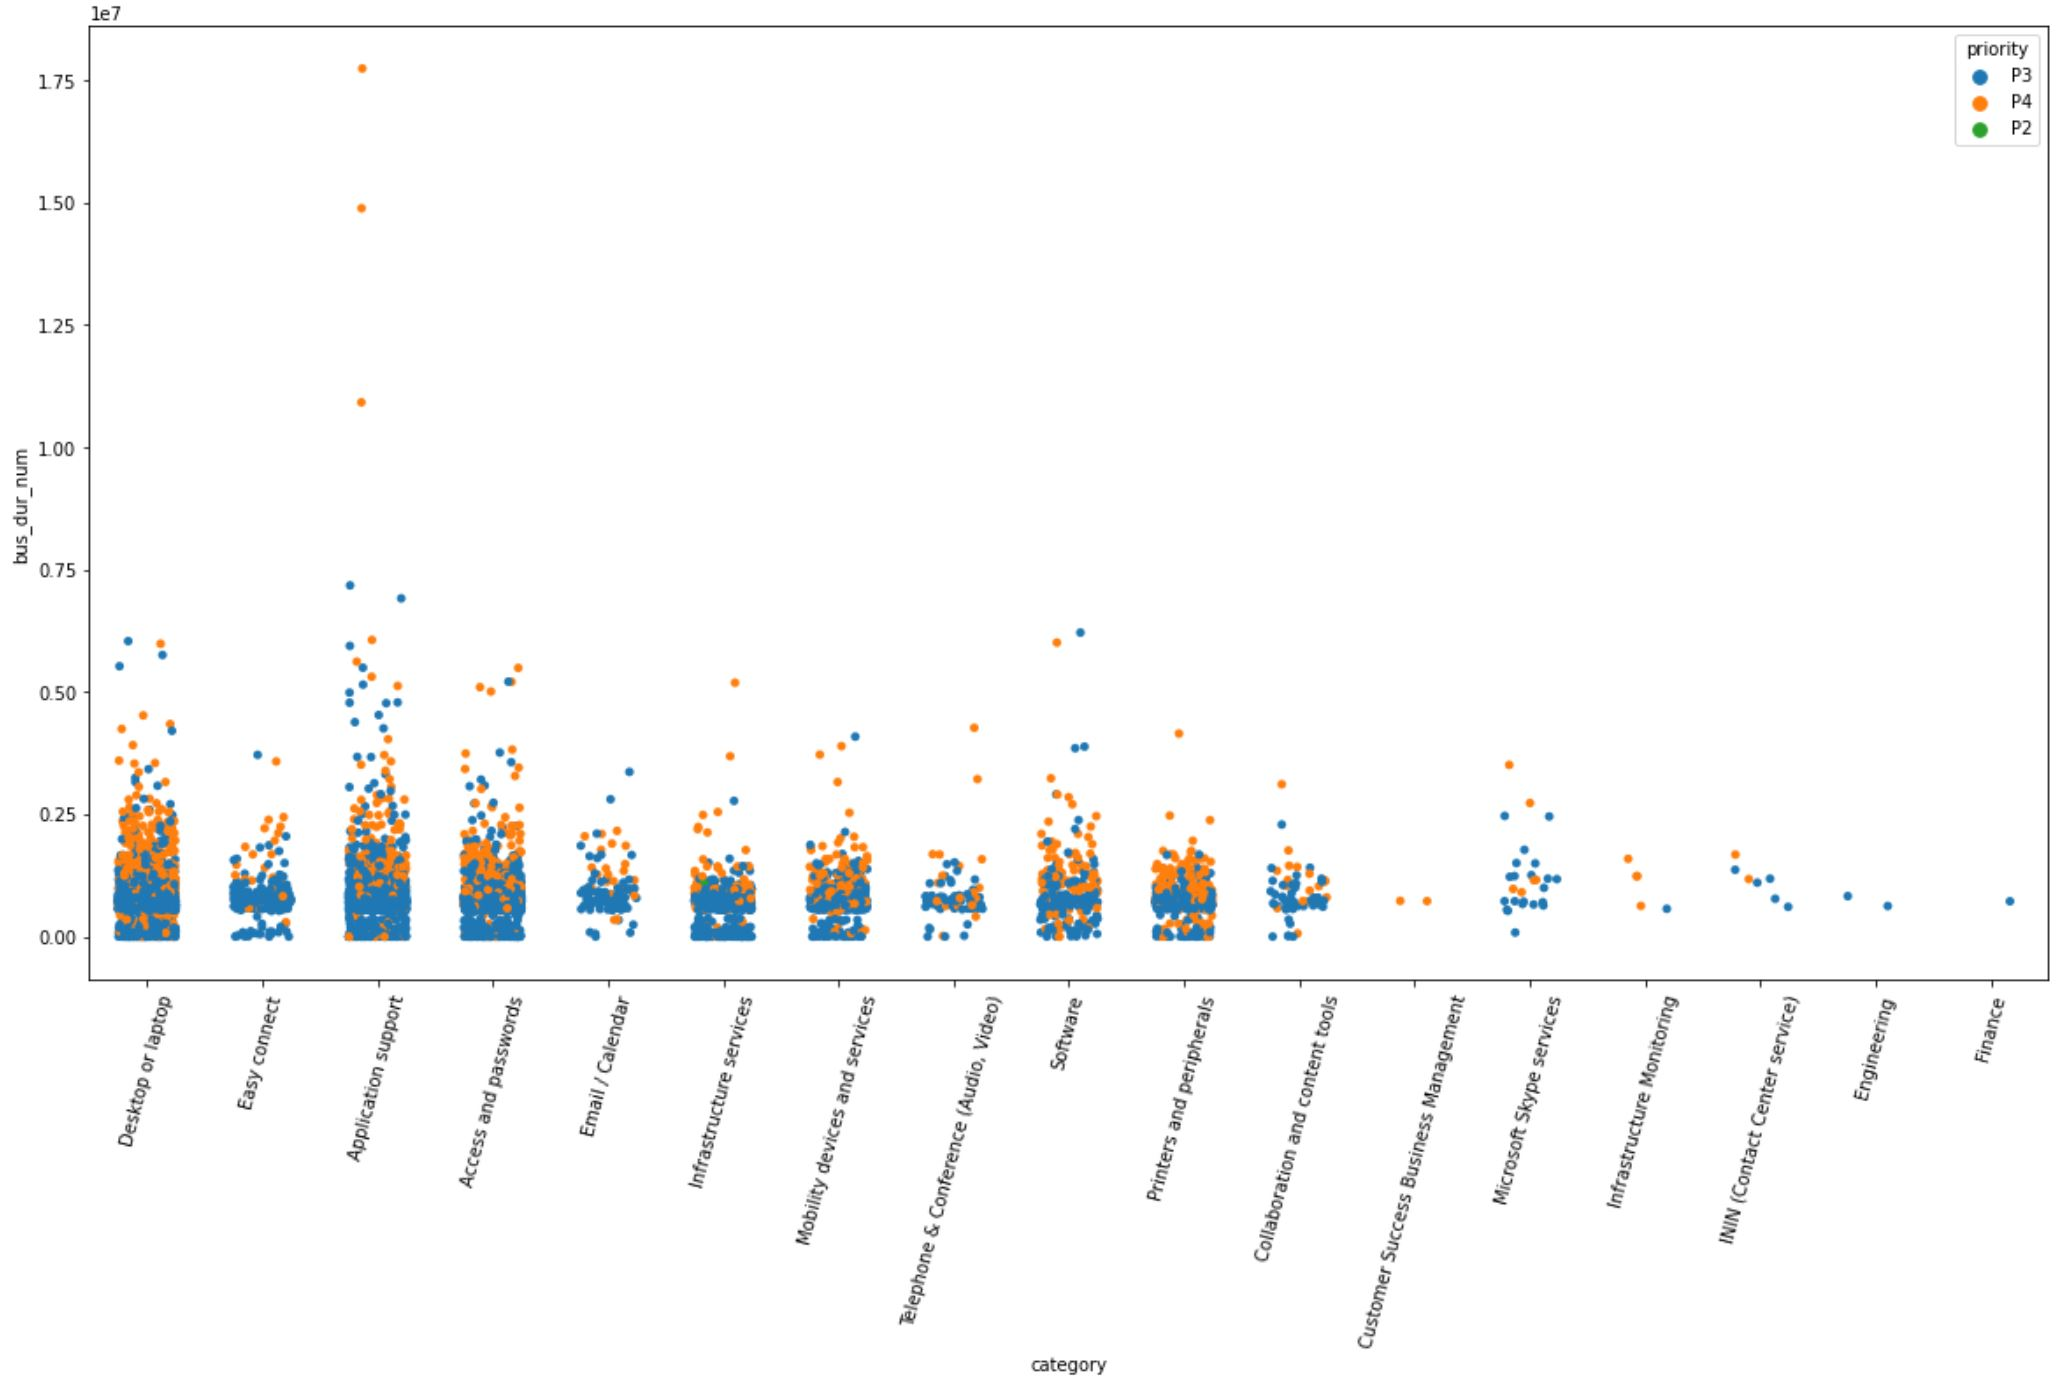 1e7
priority
P3
P4
P2
1.75
1.50
1.25
1.00
0.75
0.50
0.25
0.00
bus_dur_num
Desktop or laptop
Easy connect
Application support
Access and passwords
Email / Calendar
Infrastructure services
Mobility devices and services
Telephone & Conference (Audio, Video)
Software
Printers and peripherals
Collaboration and content tools
Customer Success Business Management
Microsoft Skype services
Infrastructure Monitoring
ININ (Contact Center service)
Engineering
Finance
category